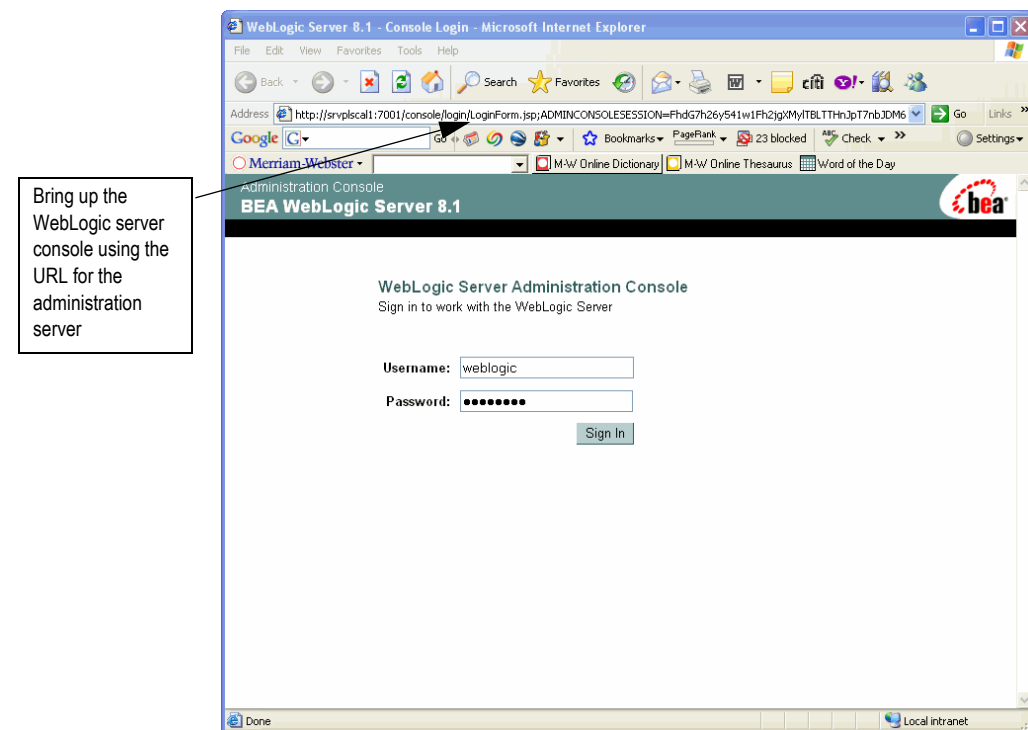 WebLogic Server 8.1 - Console Login - Microsoft Internet Explorer
File Edit View Favorites Tools Help
Back Search Favorites citi
Address http://srvplscal1:7001/console/login/LoginForm.jsp;ADMINCONSOLESESSION=FhdG7h26y541w1Fh2jgXMylTBLTTHnJpT7nbJDM6 Go Links »
Google G Go Bookmarks PageRank 23 blocked ABC Check » Settings
Merriam-Webster M-W Online Dictionary M-W Online Thesaurus Word of the Day
Bring up the
WebLogic server
console using the
URL for the
administration
server
Administration Console
BEA WebLogic Server 8.1
bea
WebLogic Server Administration Console
Sign in to work with the WebLogic Server
Username: weblogic
Password: ●●●●●●●●
Sign In
Done Local intranet